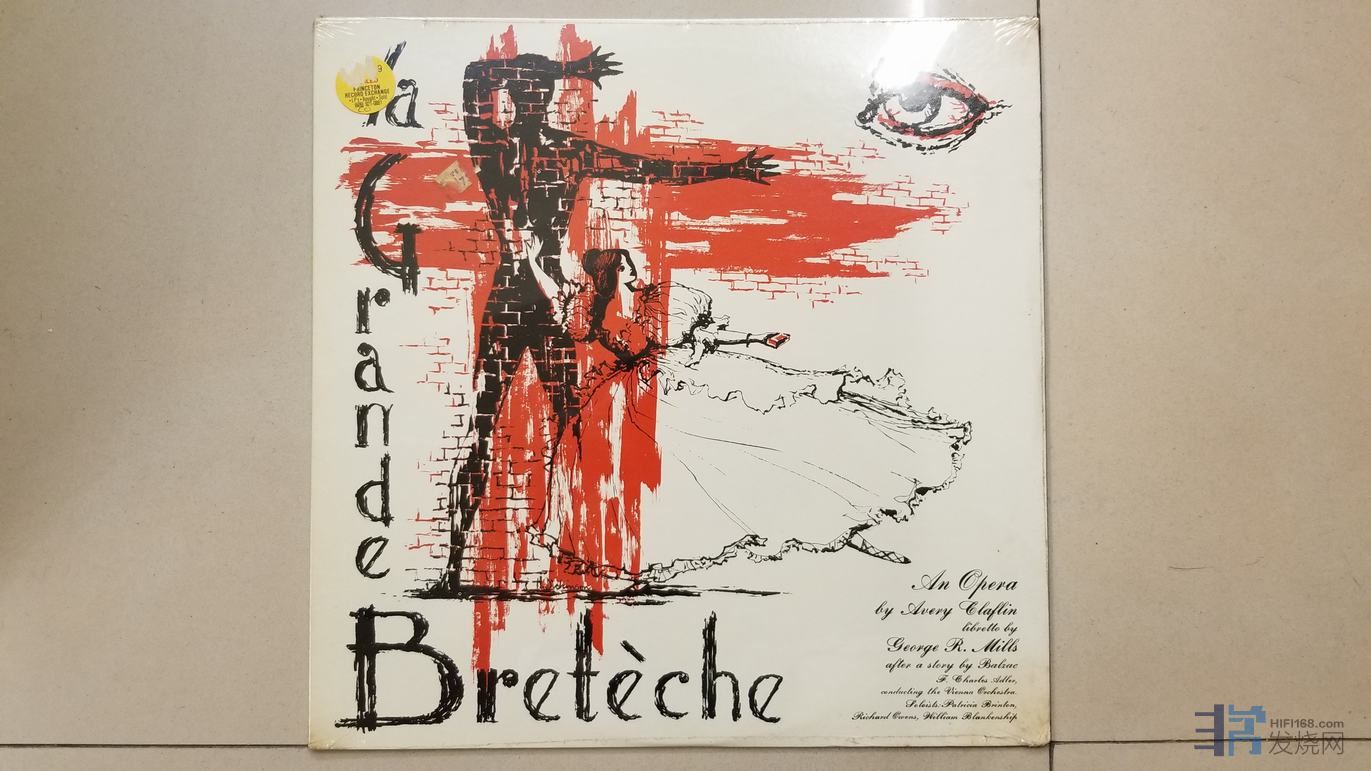 la
Grande
Bretèche
PRINCETON
RECORD EXCHANGE
An Opera
by Avery Claflin
libretto by
George R. Mills
after a story by Balzac
F. Charles Adler,
conducting the Vienna Orchestra.
Soloists: Patricia Brinton,
Richard Owens, William Blankenship
HIFI168.com
发烧网